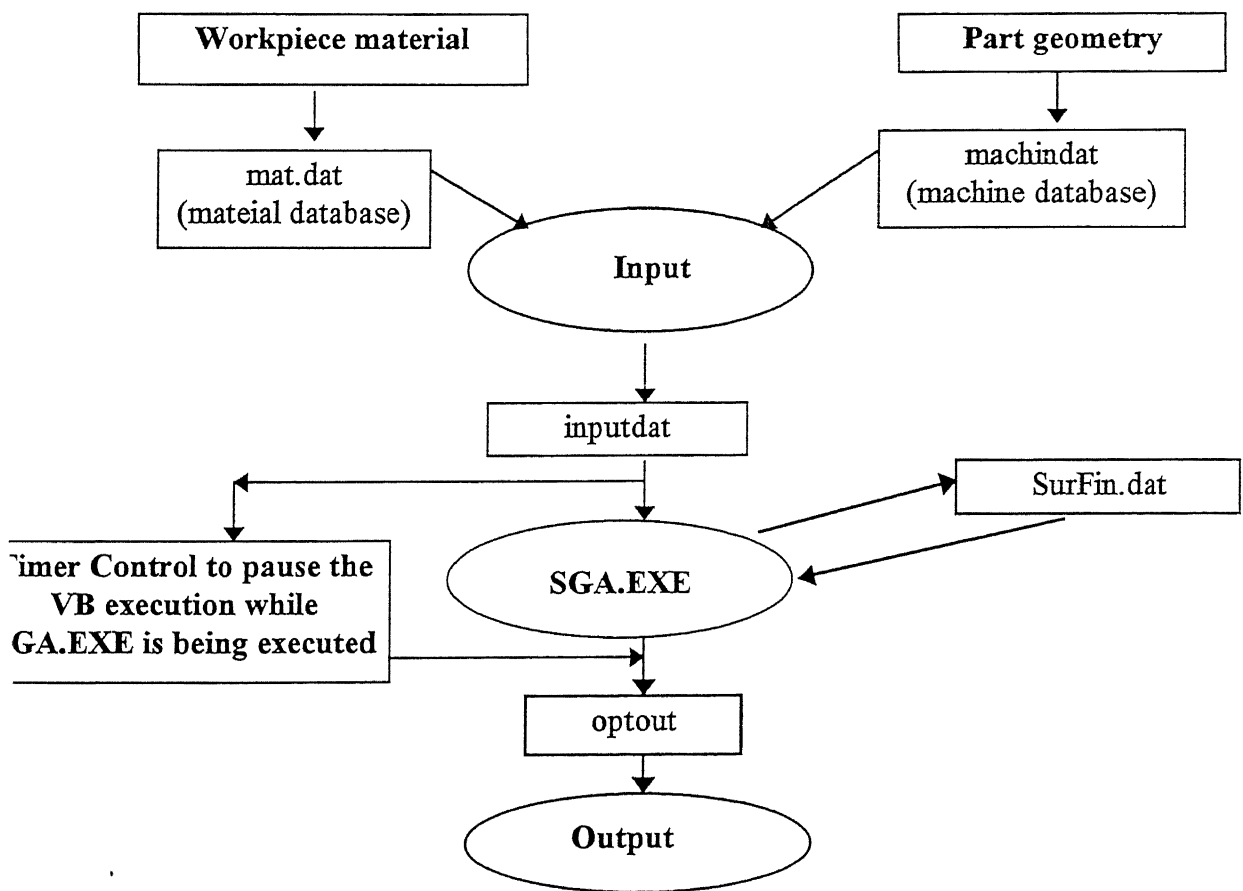 Workpiece material
Part geometry
mat.dat
(mateial database)
machindat
(machine database)
Input
inputdat
SurFin.dat
imer Control to pause the
VB execution while
GA.EXE is being executed
SGA.EXE
optout
Output